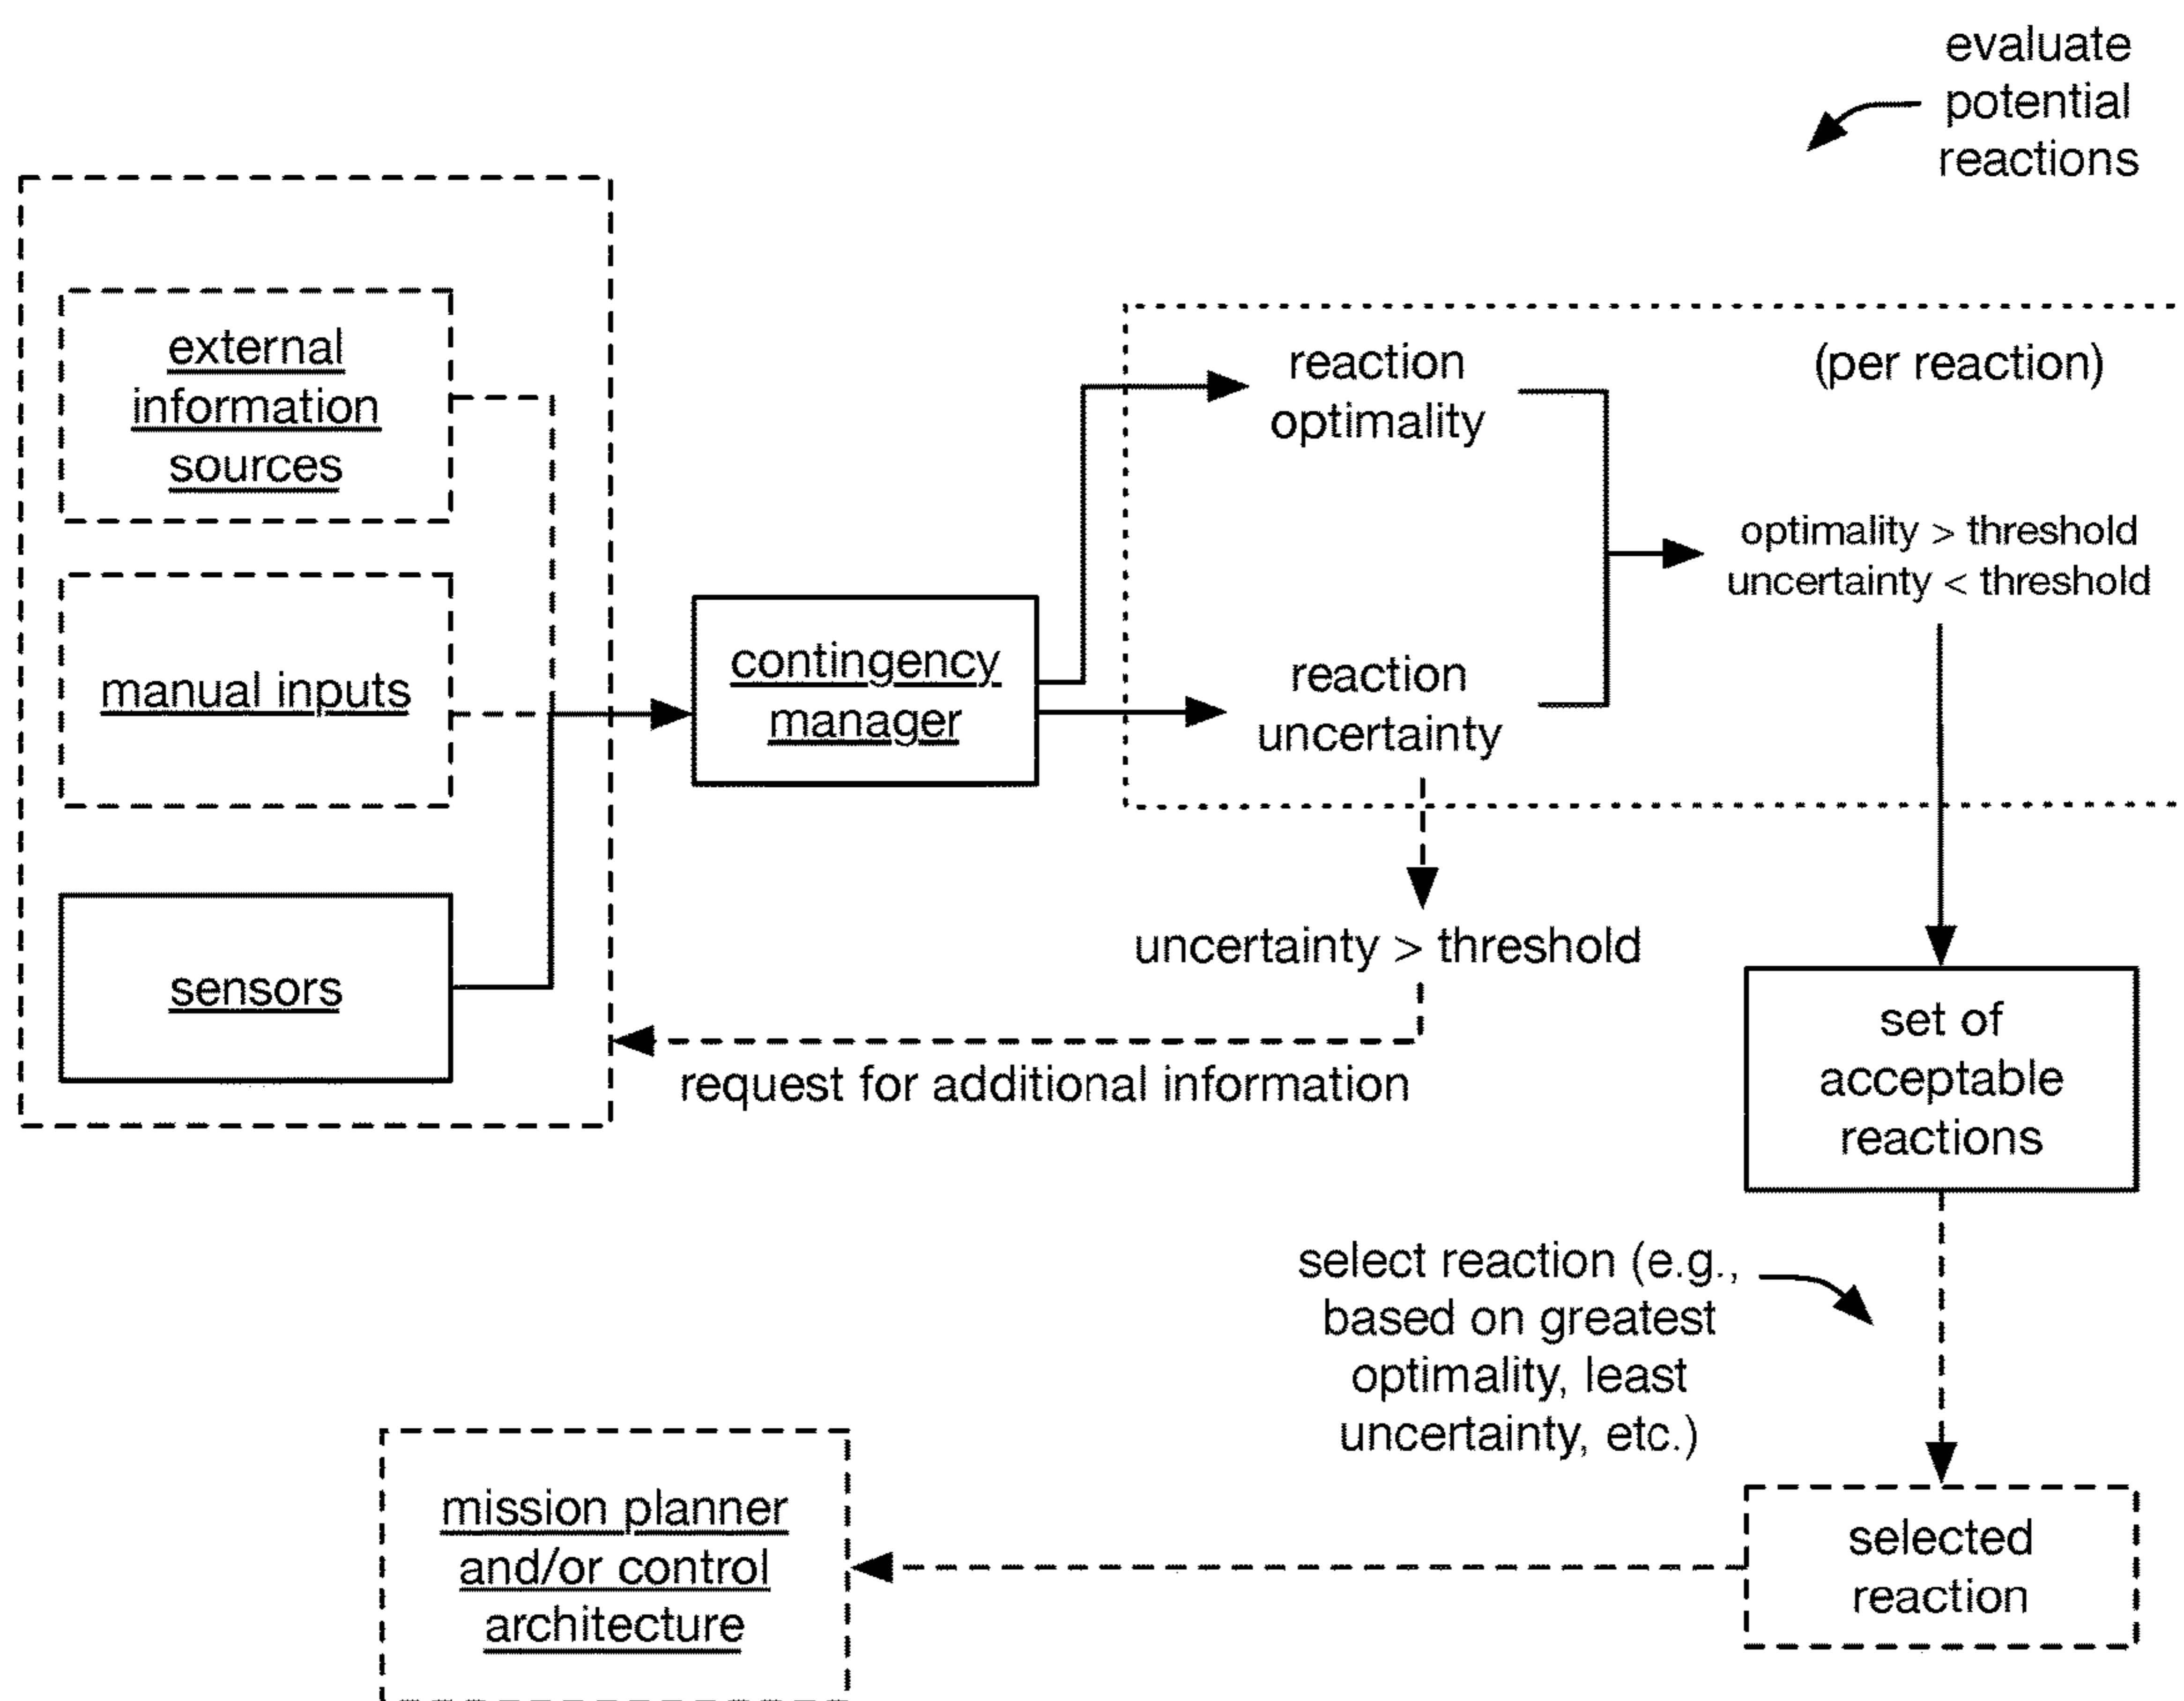 evaluate
potential
reactions
external
information
sources
manual inputs
sensors
contingency
manager
reaction
optimality
(per reaction)
reaction
uncertainty
optimality > threshold
uncertainty < threshold
uncertainty > threshold
request for additional information
set of
acceptable
reactions
select reaction (e.g.,
based on greatest
optimality, least
uncertainty, etc.)
selected
reaction
mission planner
and/or control
architecture